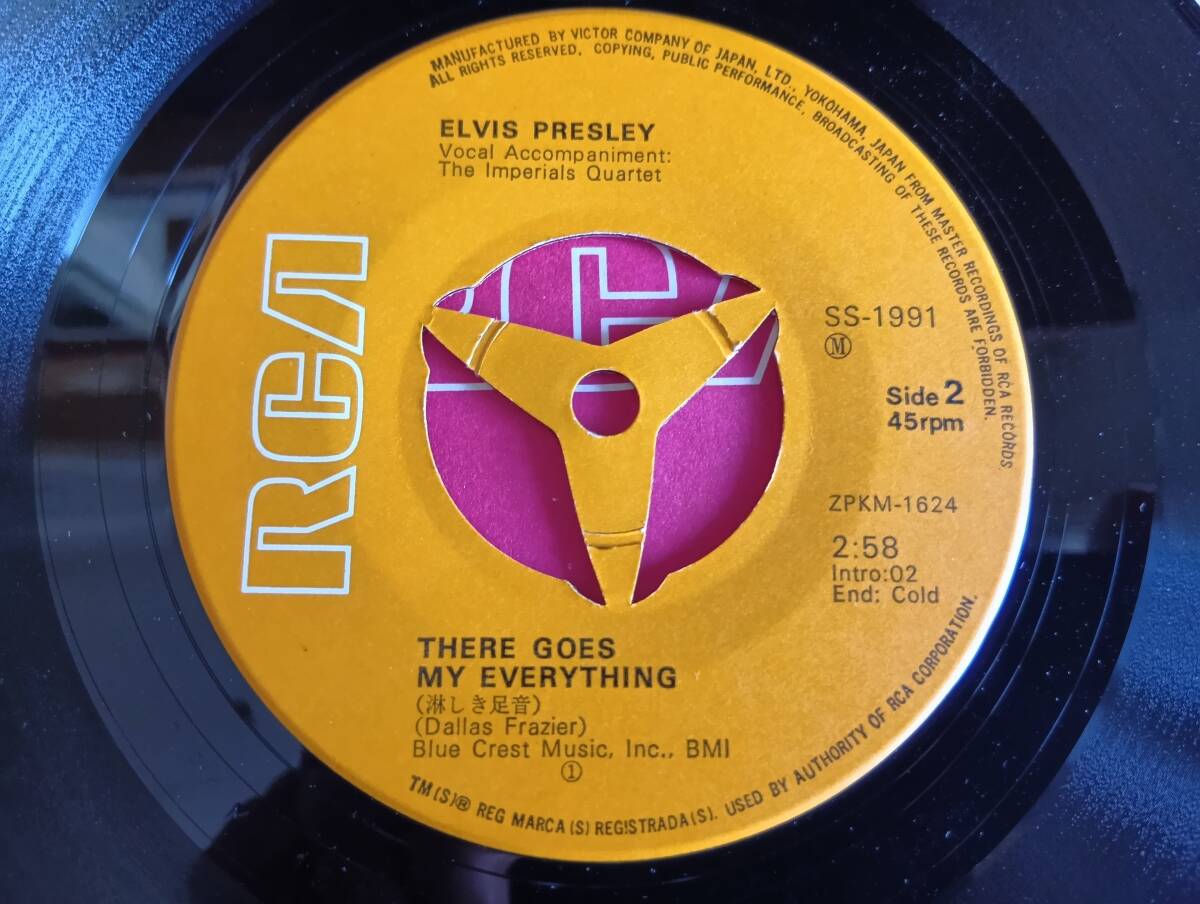 MANUFACTURED BY VICTOR COMPANY OF JAPAN, LTD., YOKOHAMA, JAPAN FROM MASTER RECORDINGS OF RCA RECORDS
ALL RIGHTS RESERVED, COPYING, PUBLIC PERFORMANCE, BROADCASTING OF THESE RECORDS ARE FORBIDDEN.
ELVIS PRESLEY
Vocal Accompaniment:
The Imperials Quartet
RCA
SS-1991
Ⓜ
Side 2
45rpm
ZPKM-1624
2:58
Intro:02
End: Cold
THERE GOES
MY EVERYTHING
(淋しき足音)
(Dallas Frazier)
Blue Crest Music, Inc., BMI
①
TM(S)® REG MARCA(S) REGISTRADA(S). USED BY AUTHORITY OF RCA CORPORATION.